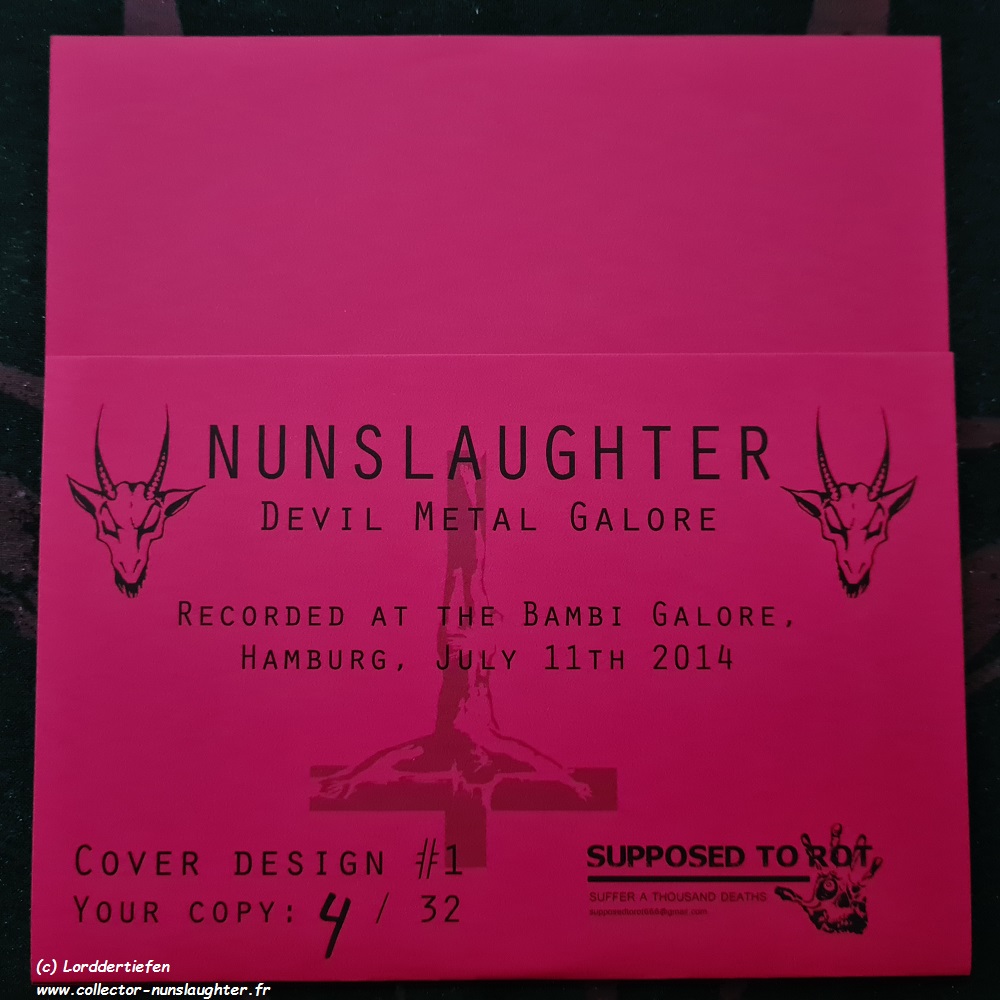 NUNSLAUGHTER
DEVIL METAL GALORE
RECORDED AT THE BAMBI GALORE,
HAMBURG, JULY 11TH 2014
COVER DESIGN #1
YOUR COPY: 4 / 32
SUPPOSED TO ROT
SUFFER A THOUSAND DEATHS
(c) Lorddertiefen
www.collector-nunslaughter.fr